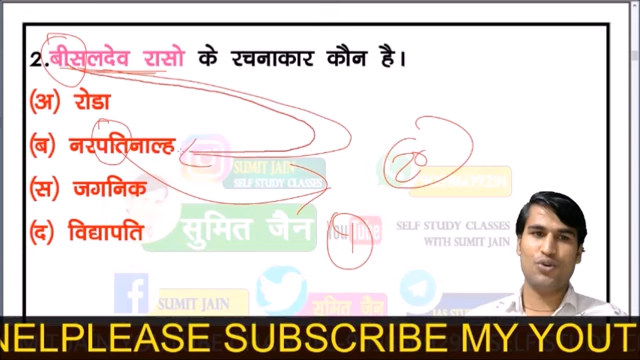 2. बीसलदेव रासो के रचनाकार कौन है।
(अ) रोडा
(ब) नरपतिनाल्ह
(स) जगनिक
(द) विद्यापति
SUMIT JAIN
SELF STUDY CLASSES
सुमित जैन
YouTube
SELF STUDY CLASSES
WITH SUMIT JAIN
SUMIT JAIN
सुमित जैन
NELPLEASE SUBSCRIBE MY YOUT